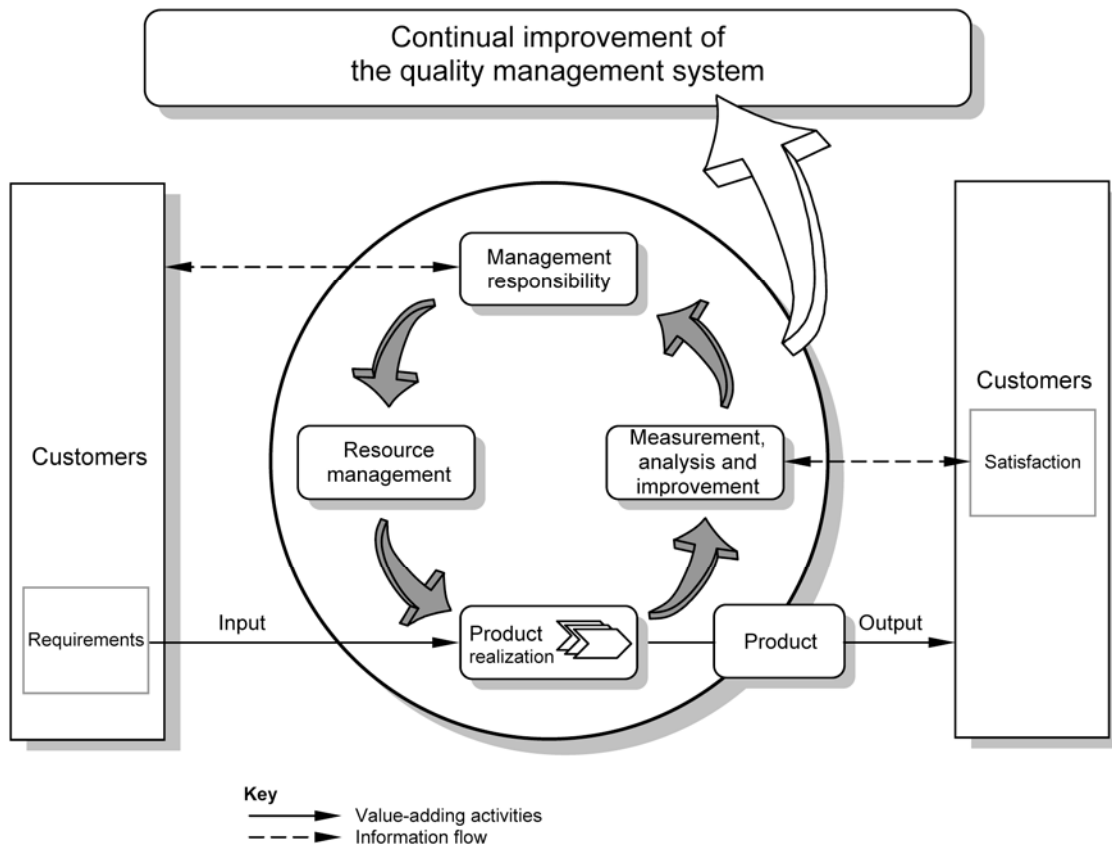 Continual improvement of
the quality management system
Management
responsibility
Customers
Resource
management
Measurement,
analysis and
improvement
Customers
Satisfaction
Requirements
Input
Product
realization
Product
Output
Key
Value-adding activities
Information flow